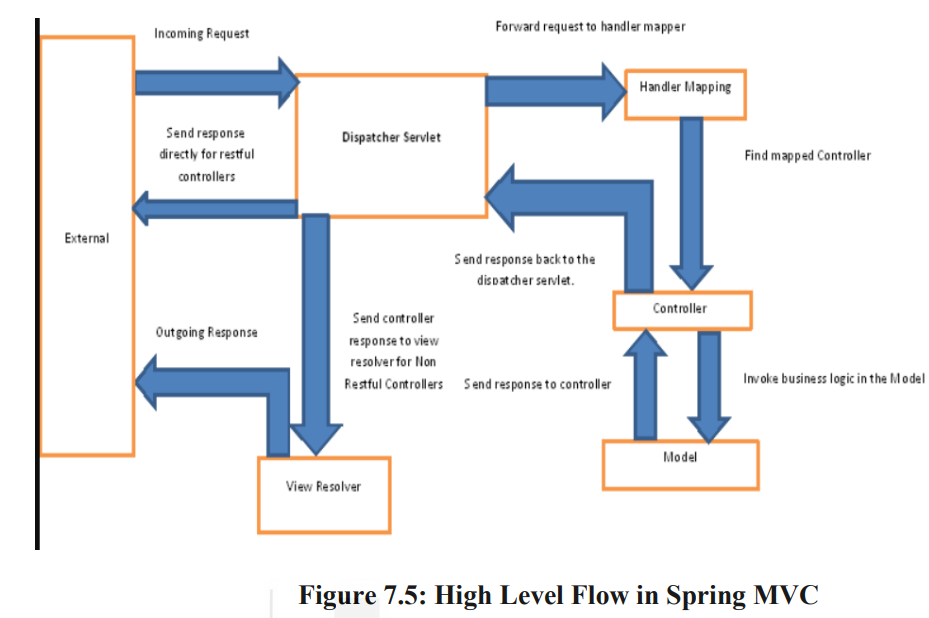 Incoming Request
Forward request to handler mapper
Handler Mapping
Dispatcher Servlet
Send response
directly for restful
controllers
Find mapped Controller
External
Send response back to the
dispatcher servlet.
Controller
Outgoing Response
Send controller
response to view
resolver for Non
Restful Controllers
Send response to controller
Invoke business logic in the Model
Model
View Resolver
Figure 7.5: High Level Flow in Spring MVC